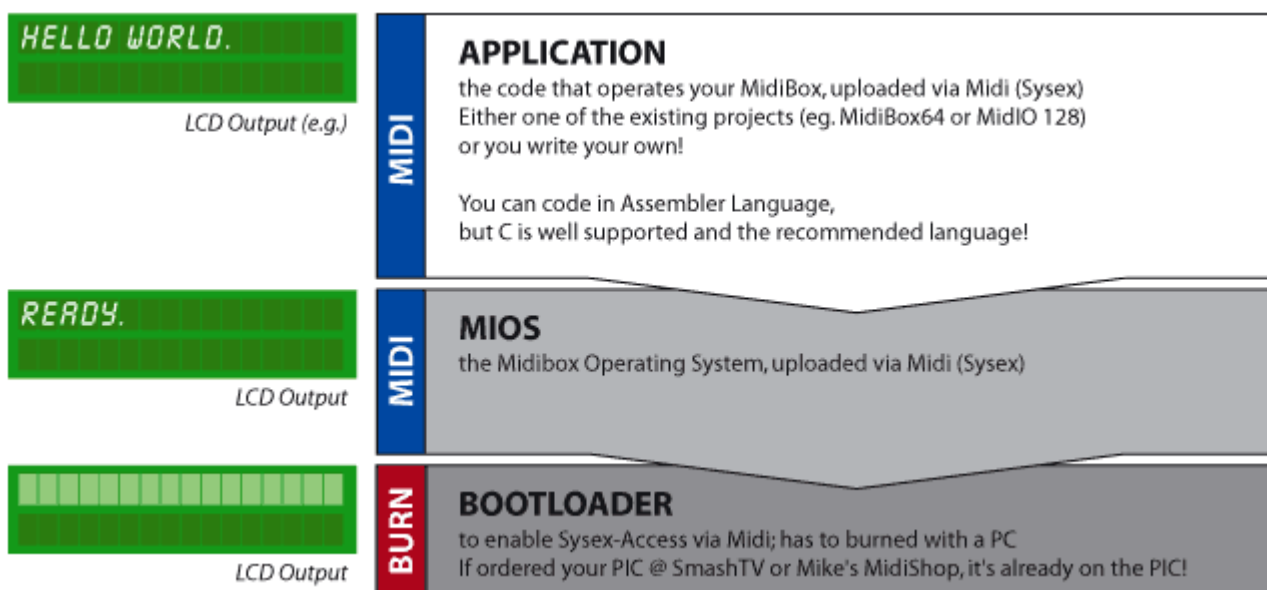 HELLO WORLD.
LCD Output (e.g.)
MIDI
APPLICATION
the code that operates your MidiBox, uploaded via Midi (Sysex)
Either one of the existing projects (eg. MidiBox64 or MidIO 128)
or you write your own!
You can code in Assembler Language,
but C is well supported and the recommended language!
READY.
LCD Output
MIDI
MIOS
the Midibox Operating System, uploaded via Midi (Sysex)
LCD Output
BURN
BOOTLOADER
to enable Sysex-Access via Midi; has to burned with a PC
If ordered your PIC @ SmashTV or Mike's MidiShop, it's already on the PIC!